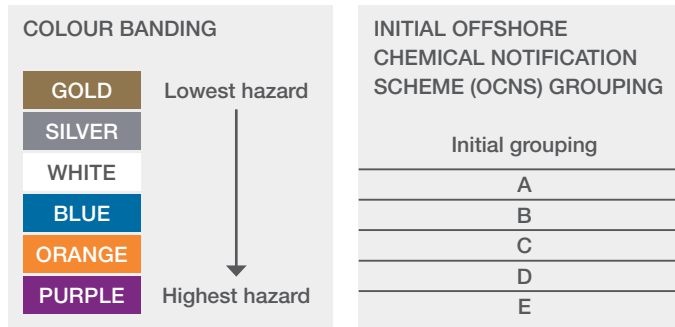 COLOUR BANDING
GOLD
Lowest hazard
SILVER
WHITE
BLUE
ORANGE
PURPLE
Highest hazard
INITIAL OFFSHORE
CHEMICAL NOTIFICATION
SCHEME (OCNS) GROUPING
Initial grouping
A
B
C
D
E